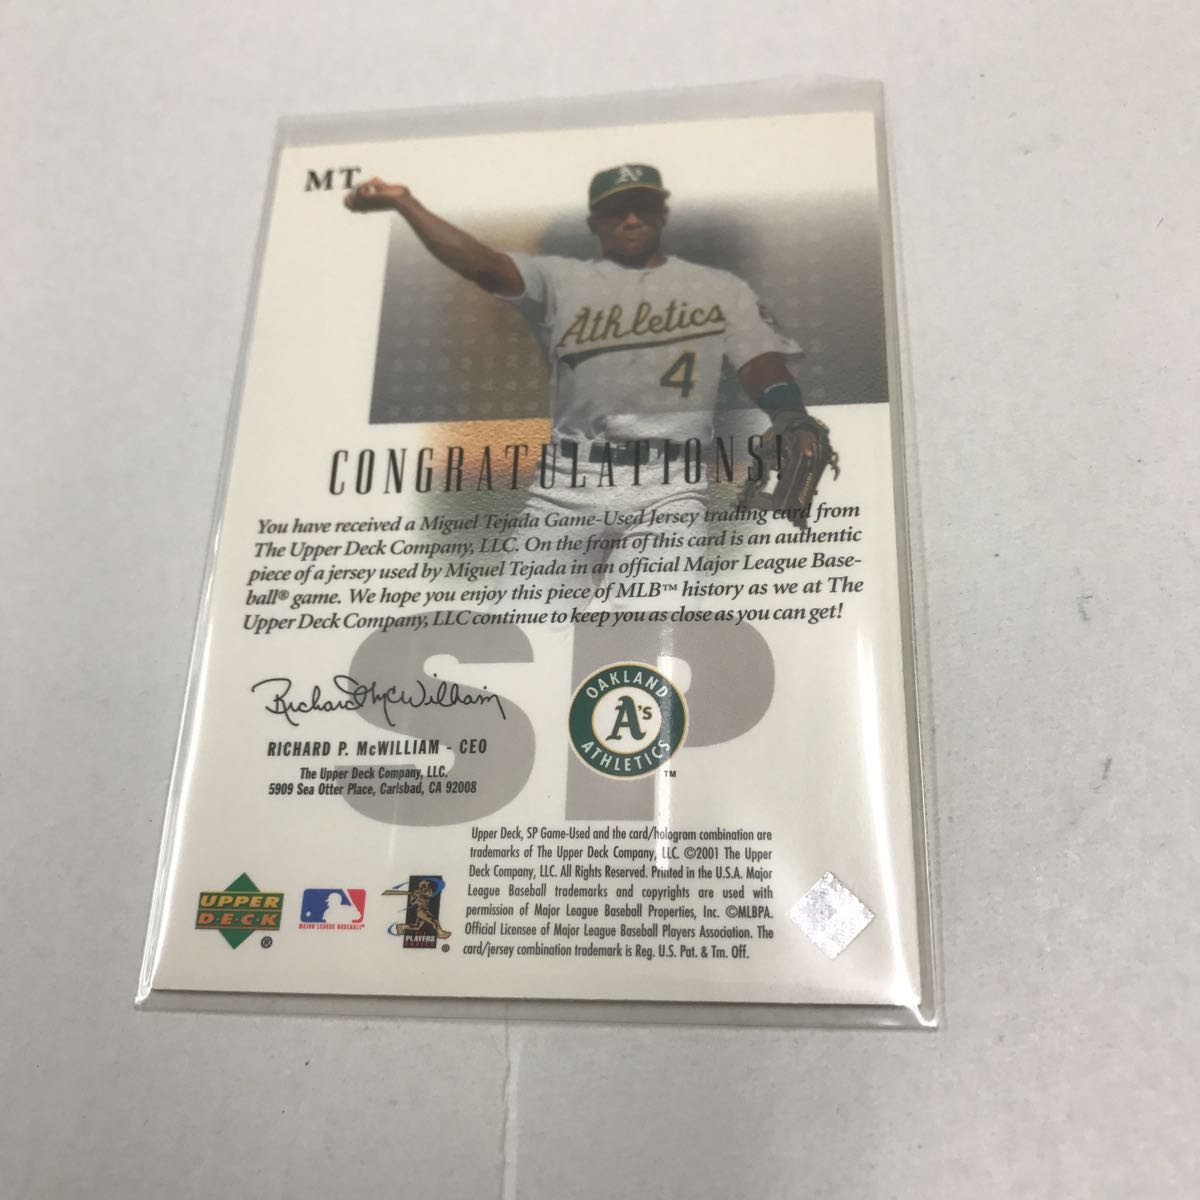 MT
A's
Athletics
4
CONGRATULATIONS!
You have received a Miguel Tejada Game-Used Jersey trading card from
The Upper Deck Company, LLC. On the front of this card is an authentic
piece of a jersey used by Miguel Tejada in an official Major League Base-
ball® game. We hope you enjoy this piece of MLB™ history as we at The
Upper Deck Company, LLC continue to keep you as close as you can get!
SP
Richard McWilliam
RICHARD P. McWILLIAM - CEO
The Upper Deck Company, LLC.
5909 Sea Otter Place, Carlsbad, CA 92008
OAKLAND
A's
ATHLETICS
™
Upper Deck, SP Game-Used and the card/hologram combination are
trademarks of The Upper Deck Company, LLC. ©2001 The Upper
Deck Company, LLC. All Rights Reserved. Printed in the U.S.A. Major
League Baseball trademarks and copyrights are used with
permission of Major League Baseball Properties, Inc. ©MLBPA.
Official Licensee of Major League Baseball Players Association. The
card/jersey combination trademark is Reg. U.S. Pat. & Tm. Off.
UPPER
DECK
®
MAJOR LEAGUE BASEBALL®
PLAYERS
CHOICE
®